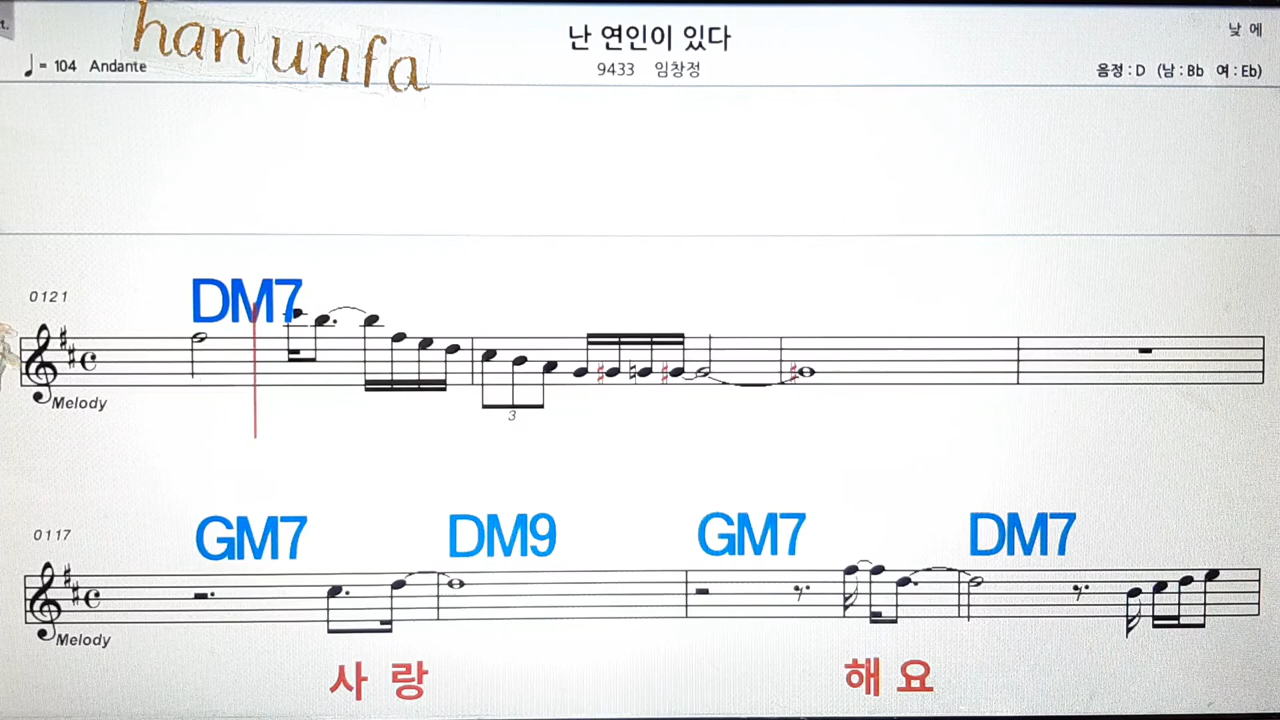 han unfa
난 연인이 있다
낮 에
♩= 104 Andante
9433 임창정
음정 : D (남 : Bb 여 : Eb)
DM7
0121
Melody
3
GM7 DM9 GM7 DM7
0117
Melody
사 랑 해 요